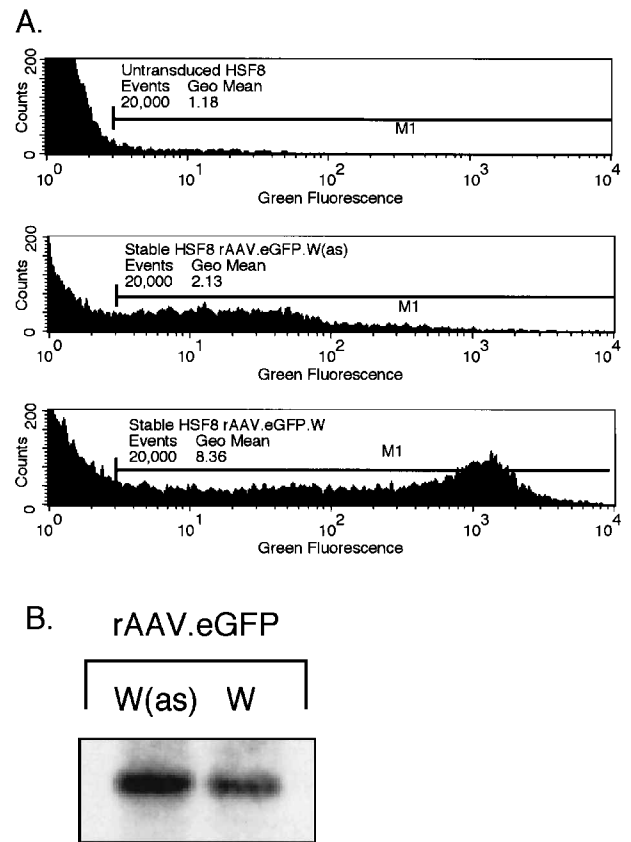 A.
200
Counts
0
Untransduced HSF8
Events Geo Mean
20,000 1.18
M1
10^0 10^1 10^2 10^3 10^4
Green Fluorescence
200
Counts
0
Stable HSF8 rAAV.eGFP.W(as)
Events Geo Mean
20,000 2.13
M1
10^0 10^1 10^2 10^3 10^4
Green Fluorescence
200
Counts
0
Stable HSF8 rAAV.eGFP.W
Events Geo Mean
20,000 8.36
M1
10^0 10^1 10^2 10^3 10^4
Green Fluorescence
B.
rAAV.eGFP
W(as) W